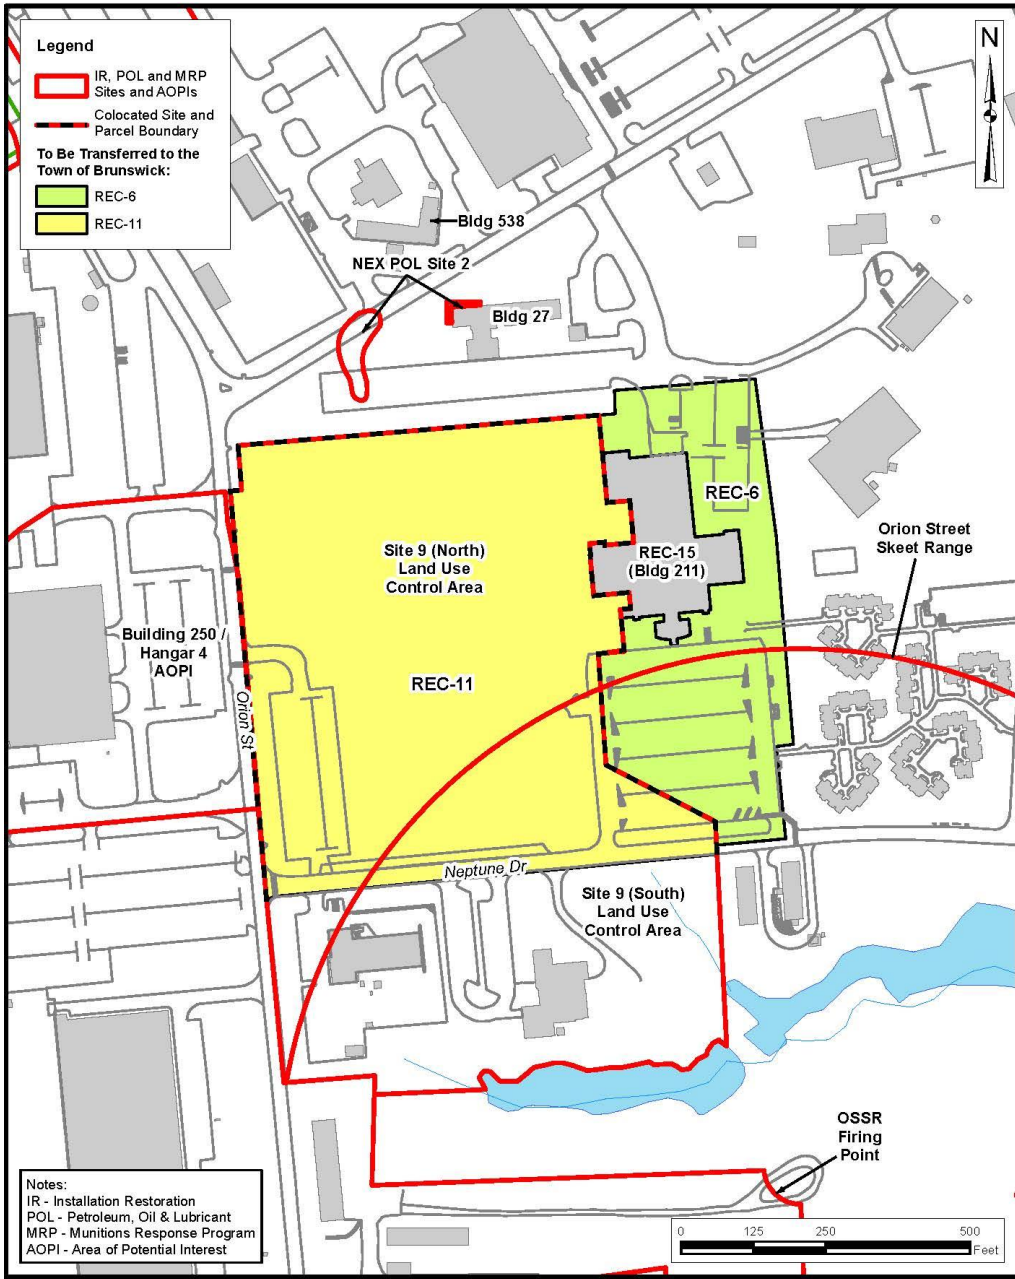 Legend
IR, POL and MRP
Sites and AOPIs
Colocated Site and
Parcel Boundary
To Be Transferred to the
Town of Brunswick:
REC-6
REC-11
N
Bldg 538
NEX POL Site 2
Bldg 27
REC-6
Orion Street
Skeet Range
Site 9 (North)
Land Use
Control Area
REC-15
(Bldg 211)
Building 250 /
Hangar 4
AOPI
REC-11
Orion St
Neptune Dr
Site 9 (South)
Land Use
Control Area
OSSR
Firing
Point
Notes:
IR - Installation Restoration
POL - Petroleum, Oil & Lubricant
MRP - Munitions Response Program
AOPI - Area of Potential Interest
0 125 250 500
Feet